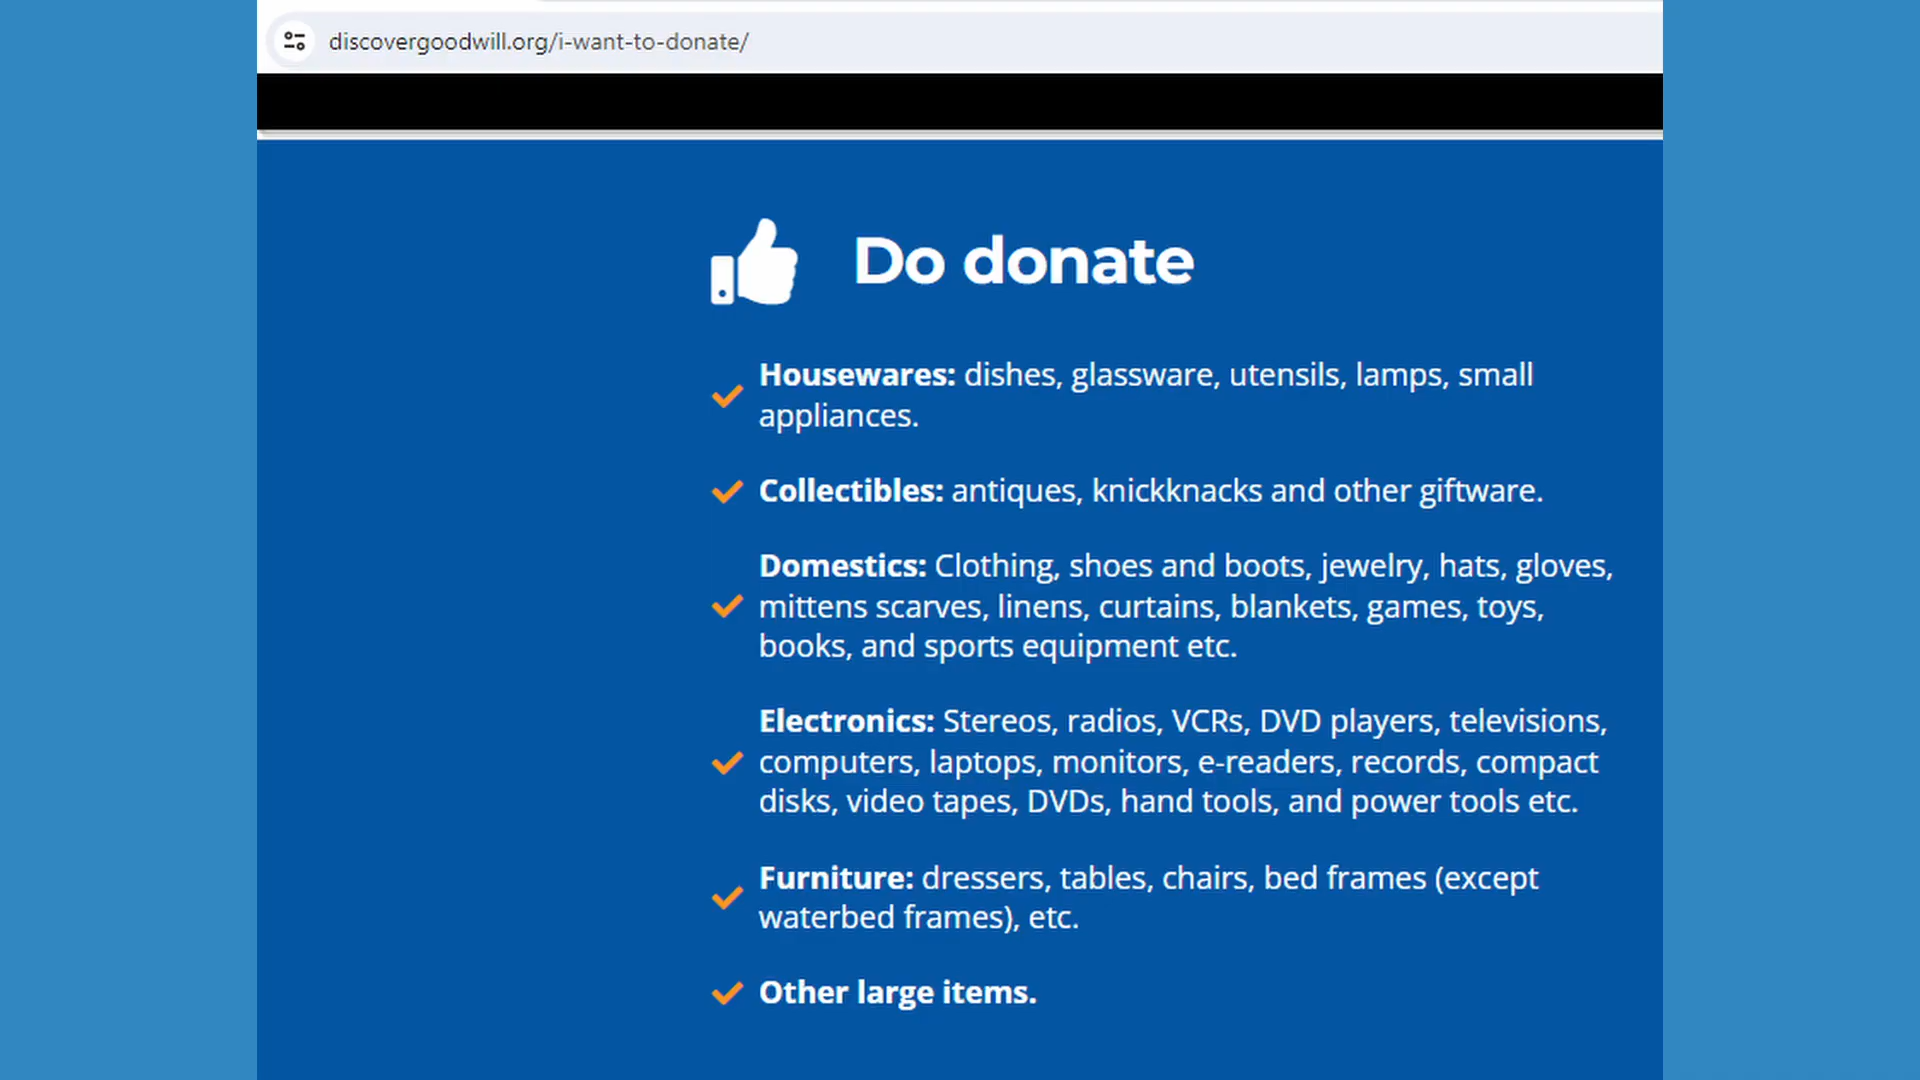 discovergoodwill.org/i-want-to-donate/
Do donate
Housewares: dishes, glassware, utensils, lamps, small
appliances.
Collectibles: antiques, knickknacks and other giftware.
Domestics: Clothing, shoes and boots, jewelry, hats, gloves,
mittens scarves, linens, curtains, blankets, games, toys,
books, and sports equipment etc.
Electronics: Stereos, radios, VCRs, DVD players, televisions,
computers, laptops, monitors, e-readers, records, compact
disks, video tapes, DVDs, hand tools, and power tools etc.
Furniture: dressers, tables, chairs, bed frames (except
waterbed frames), etc.
Other large items.